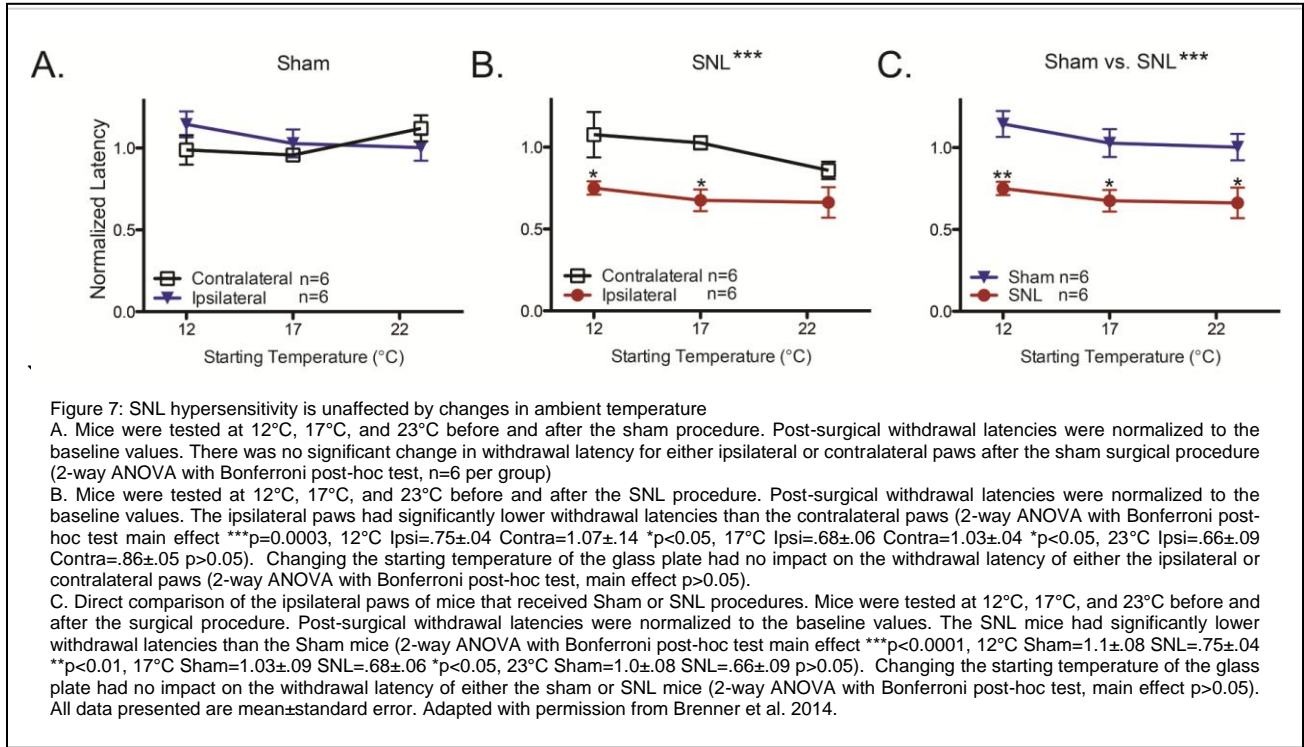 A.
Sham
B.
SNL***
C.
Sham vs. SNL***
Normalized Latency
1.0
0.5
0.0
Contralateral n=6
Ipsilateral n=6
12
17
22
Starting Temperature (°C)
1.0
*
*
0.5
0.0
Contralateral n=6
Ipsilateral n=6
12
17
22
Starting Temperature (°C)
1.0
**
*
*
0.5
0.0
Sham n=6
SNL n=6
12
17
22
Starting Temperature (°C)
Figure 7: SNL hypersensitivity is unaffected by changes in ambient temperature
A. Mice were tested at 12°C, 17°C, and 23°C before and after the sham procedure. Post-surgical withdrawal latencies were normalized to the
baseline values. There was no significant change in withdrawal latency for either ipsilateral or contralateral paws after the sham surgical procedure
(2-way ANOVA with Bonferroni post-hoc test, n=6 per group)
B. Mice were tested at 12°C, 17°C, and 23°C before and after the SNL procedure. Post-surgical withdrawal latencies were normalized to the
baseline values. The ipsilateral paws had significantly lower withdrawal latencies than the contralateral paws (2-way ANOVA with Bonferroni post-
hoc test main effect ***p=0.0003, 12°C Ipsi=.75±.04 Contra=1.07±.14 *p<0.05, 17°C Ipsi=.68±.06 Contra=1.03±.04 *p<0.05, 23°C Ipsi=.66±.09
Contra=.86±.05 p>0.05). Changing the starting temperature of the glass plate had no impact on the withdrawal latency of either the ipsilateral or
contralateral paws (2-way ANOVA with Bonferroni post-hoc test, main effect p>0.05).
C. Direct comparison of the ipsilateral paws of mice that received Sham or SNL procedures. Mice were tested at 12°C, 17°C, and 23°C before and
after the surgical procedure. Post-surgical withdrawal latencies were normalized to the baseline values. The SNL mice had significantly lower
withdrawal latencies than the Sham mice (2-way ANOVA with Bonferroni post-hoc test main effect ***p<0.0001, 12°C Sham=1.1±.08 SNL=.75±.04
**p<0.01, 17°C Sham=1.03±.09 SNL=.68±.06 *p<0.05, 23°C Sham=1.0±.08 SNL=.66±.09 p>0.05). Changing the starting temperature of the glass
plate had no impact on the withdrawal latency of either the sham or SNL mice (2-way ANOVA with Bonferroni post-hoc test, main effect p>0.05).
All data presented are mean±standard error. Adapted with permission from Brenner et al. 2014.